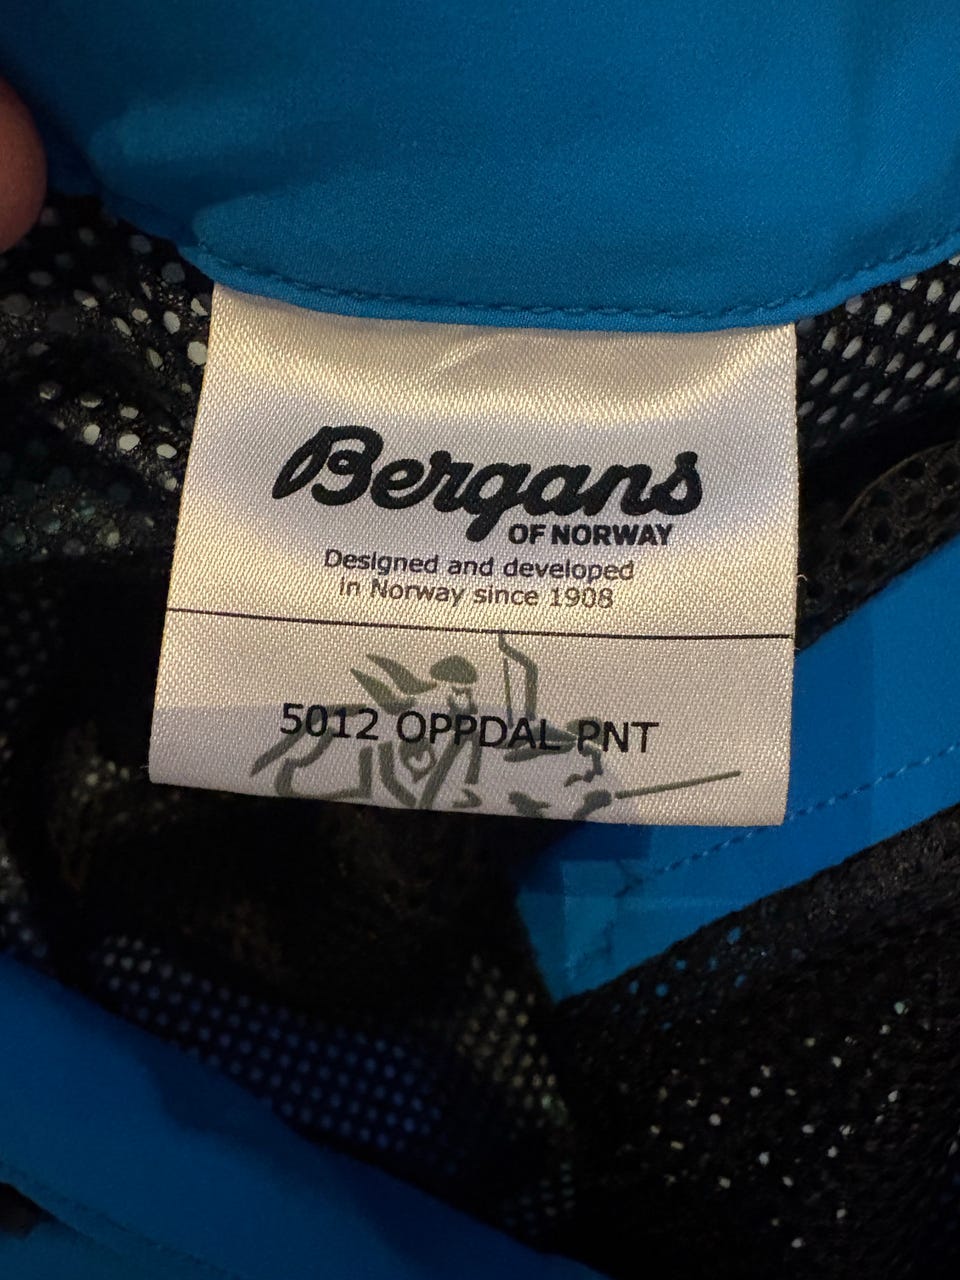 Bergans
OF NORWAY
Designed and developed
in Norway since 1908
5012 OPPDAL PNT